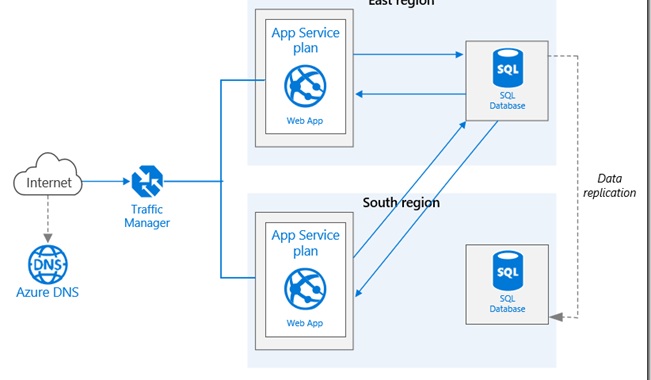 East region
App Service
plan
Web App
SQL
SQL
Database
Internet
Traffic
Manager
DNS
Azure DNS
Data
replication
South region
App Service
plan
Web App
SQL
SQL
Database